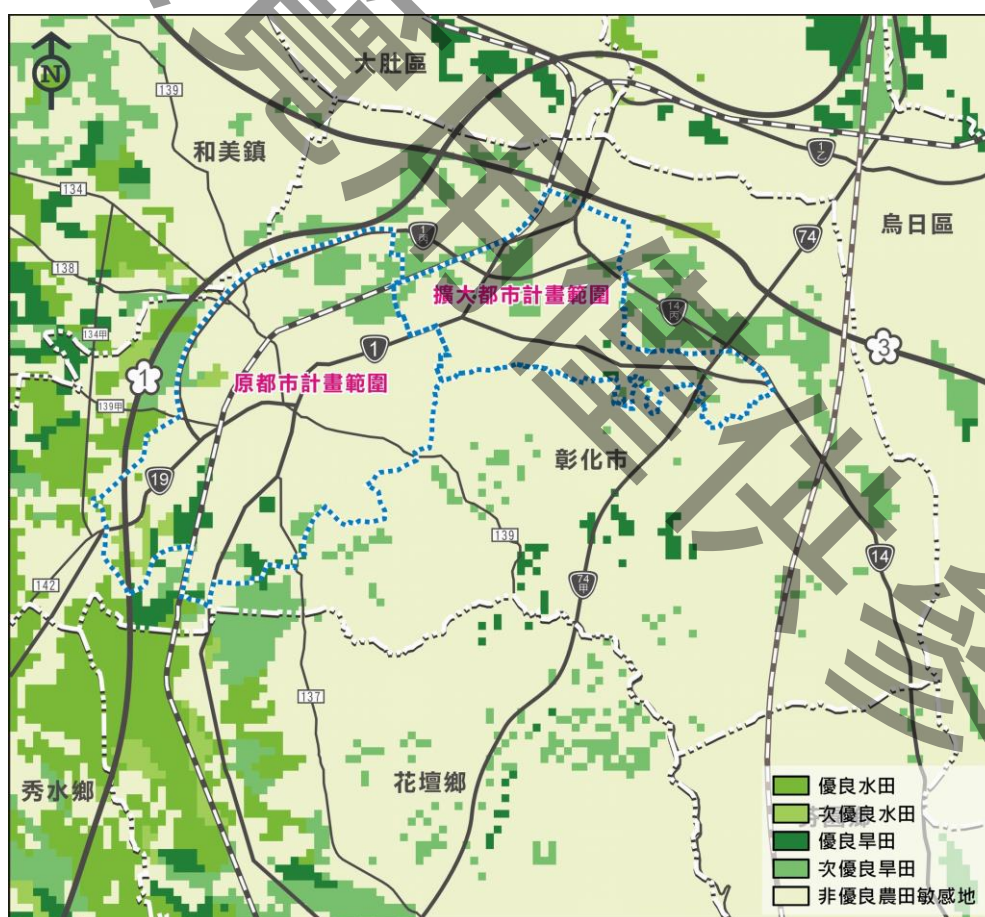 大肚區
N
139
和美鎮
1乙
134
烏日區
74
1丙
138
擴大都市計畫範圍
14丙
134甲
1
3
1
原都市計畫範圍
139甲
彰化市
19
139
14
142
74甲
137
花壇鄉
秀水鄉
優良水田
次優良水田
優良旱田
次優良旱田
非優良農田敏感地